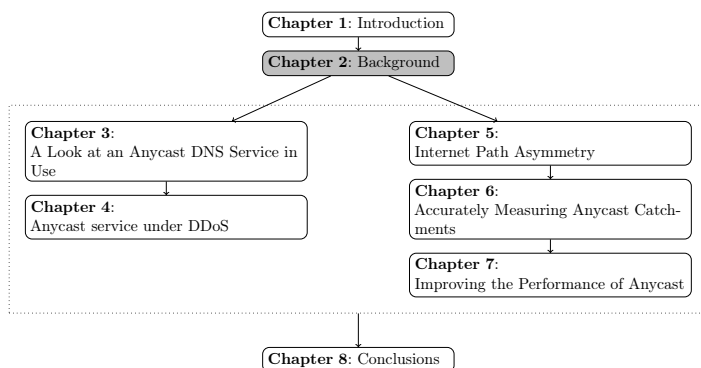 Chapter 1: Introduction
Chapter 2: Background
Chapter 3:
A Look at an Anycast DNS Service in
Use
Chapter 4:
Anycast service under DDoS
Chapter 5:
Internet Path Asymmetry
Chapter 6:
Accurately Measuring Anycast Catch-
ments
Chapter 7:
Improving the Performance of Anycast
Chapter 8: Conclusions